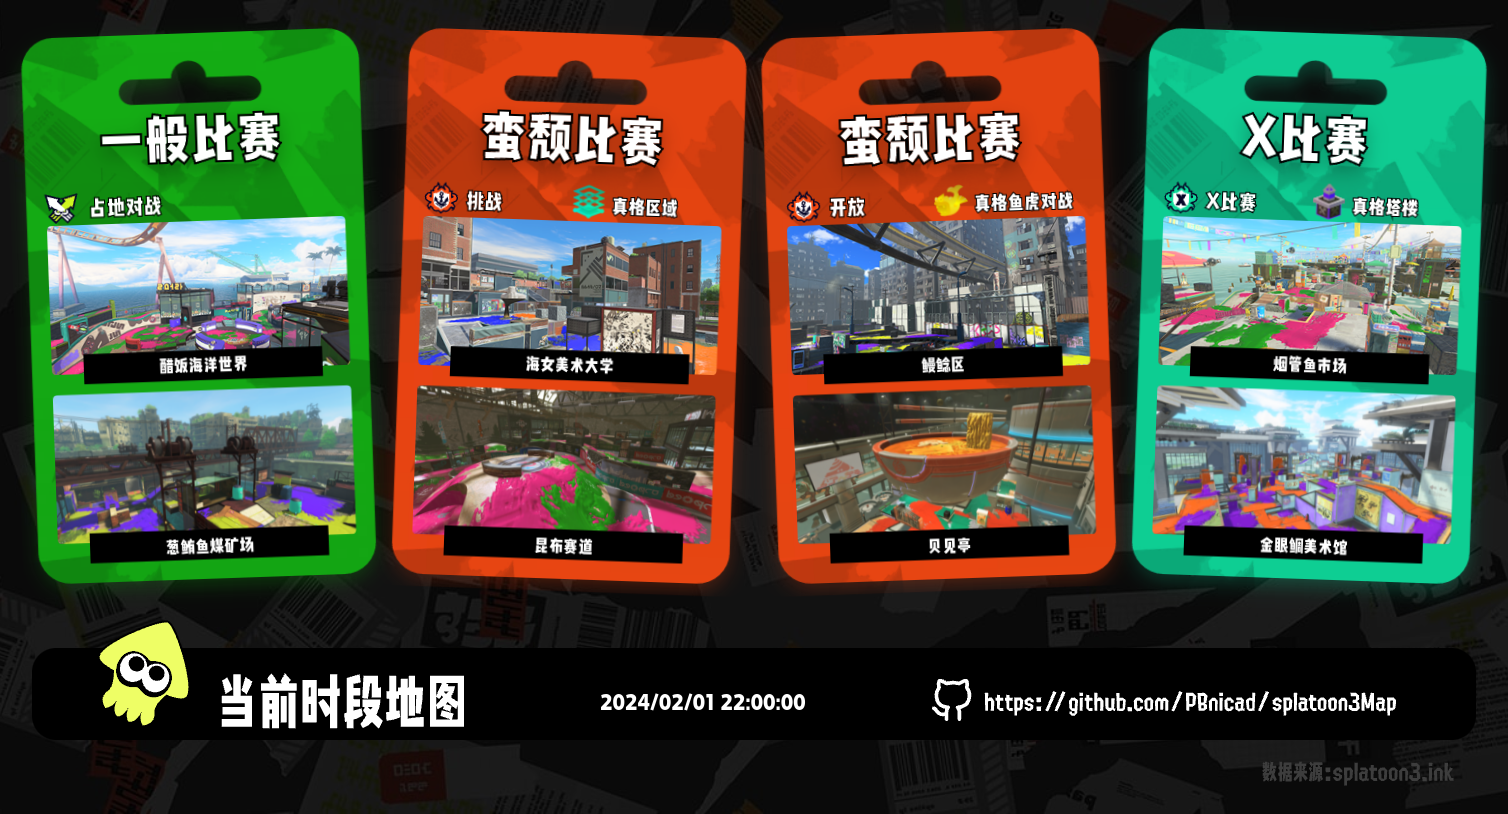 一般比赛
占地对战
醋饭海洋世界
葱鲔鱼煤矿场
蛮颓比赛
挑战
真格区域
海女美术大学
昆布赛道
蛮颓比赛
开放
真格鱼虎对战
鳗鲶区
贝见亭
X比赛
X比赛
真格塔楼
烟管鱼市场
金眼鲷美术馆
当前时段地图
2024/02/01 22:00:00
https://github.com/PBnicad/splatoon3Map
数据来源:splatoon3.ink